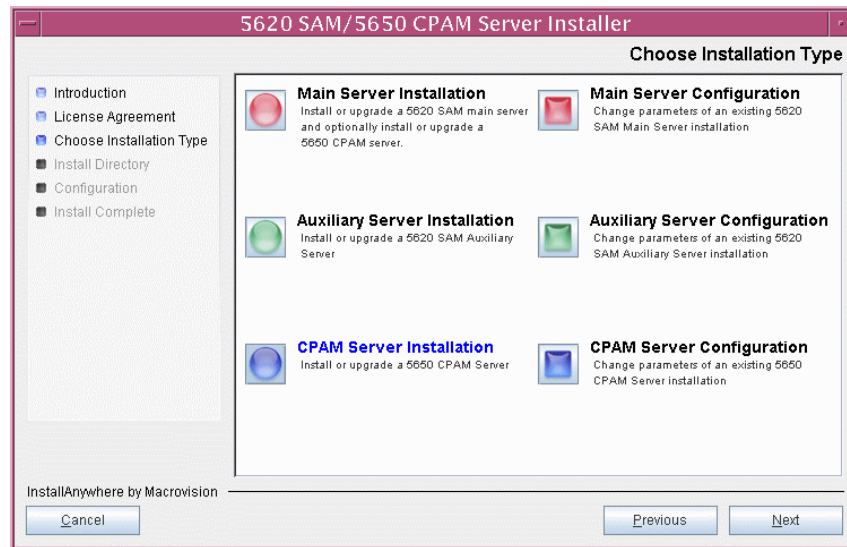 5620 SAM/5650 CPAM Server Installer
Choose Installation Type
Introduction
License Agreement
Choose Installation Type
Install Directory
Configuration
Install Complete
Main Server Installation
Install or upgrade a 5620 SAM main server
and optionally install or upgrade a
5650 CPAM server.
Main Server Configuration
Change parameters of an existing 5620
SAM Main Server installation
Auxiliary Server Installation
Install or upgrade a 5620 SAM Auxiliary
Server
Auxiliary Server Configuration
Change parameters of an existing 5620
SAM Auxiliary Server installation
CPAM Server Installation
Install or upgrade a 5650 CPAM Server
CPAM Server Configuration
Change parameters of an existing 5650
CPAM Server installation
InstallAnywhere by Macrovision
Cancel
Previous
Next